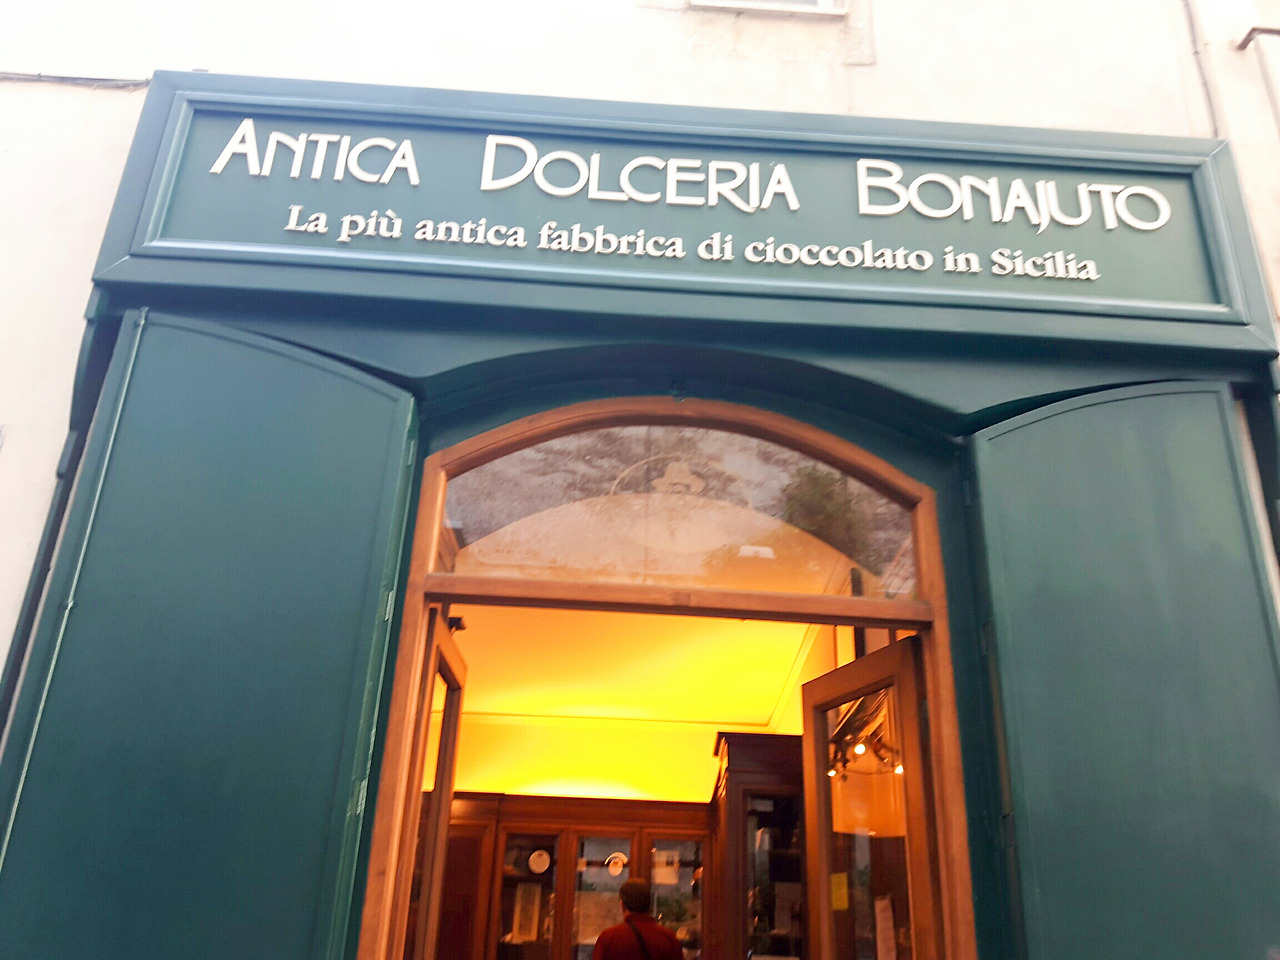 ANTICA DOLCERIA BONAJUTO
La più antica fabbrica di cioccolato in Sicilia